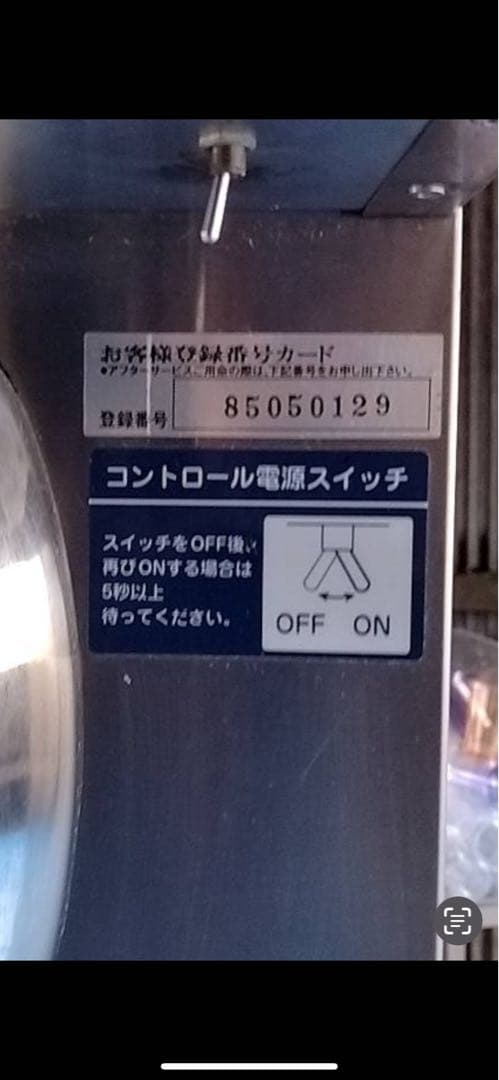 お客様登録番号カード
●アフターサービスご用命の際は、下記番号をお申し出下さい。
登録番号
85050129
コントロール電源スイッチ
スイッチをOFF後、
再びONする場合は
5秒以上
待ってください。
OFF ON